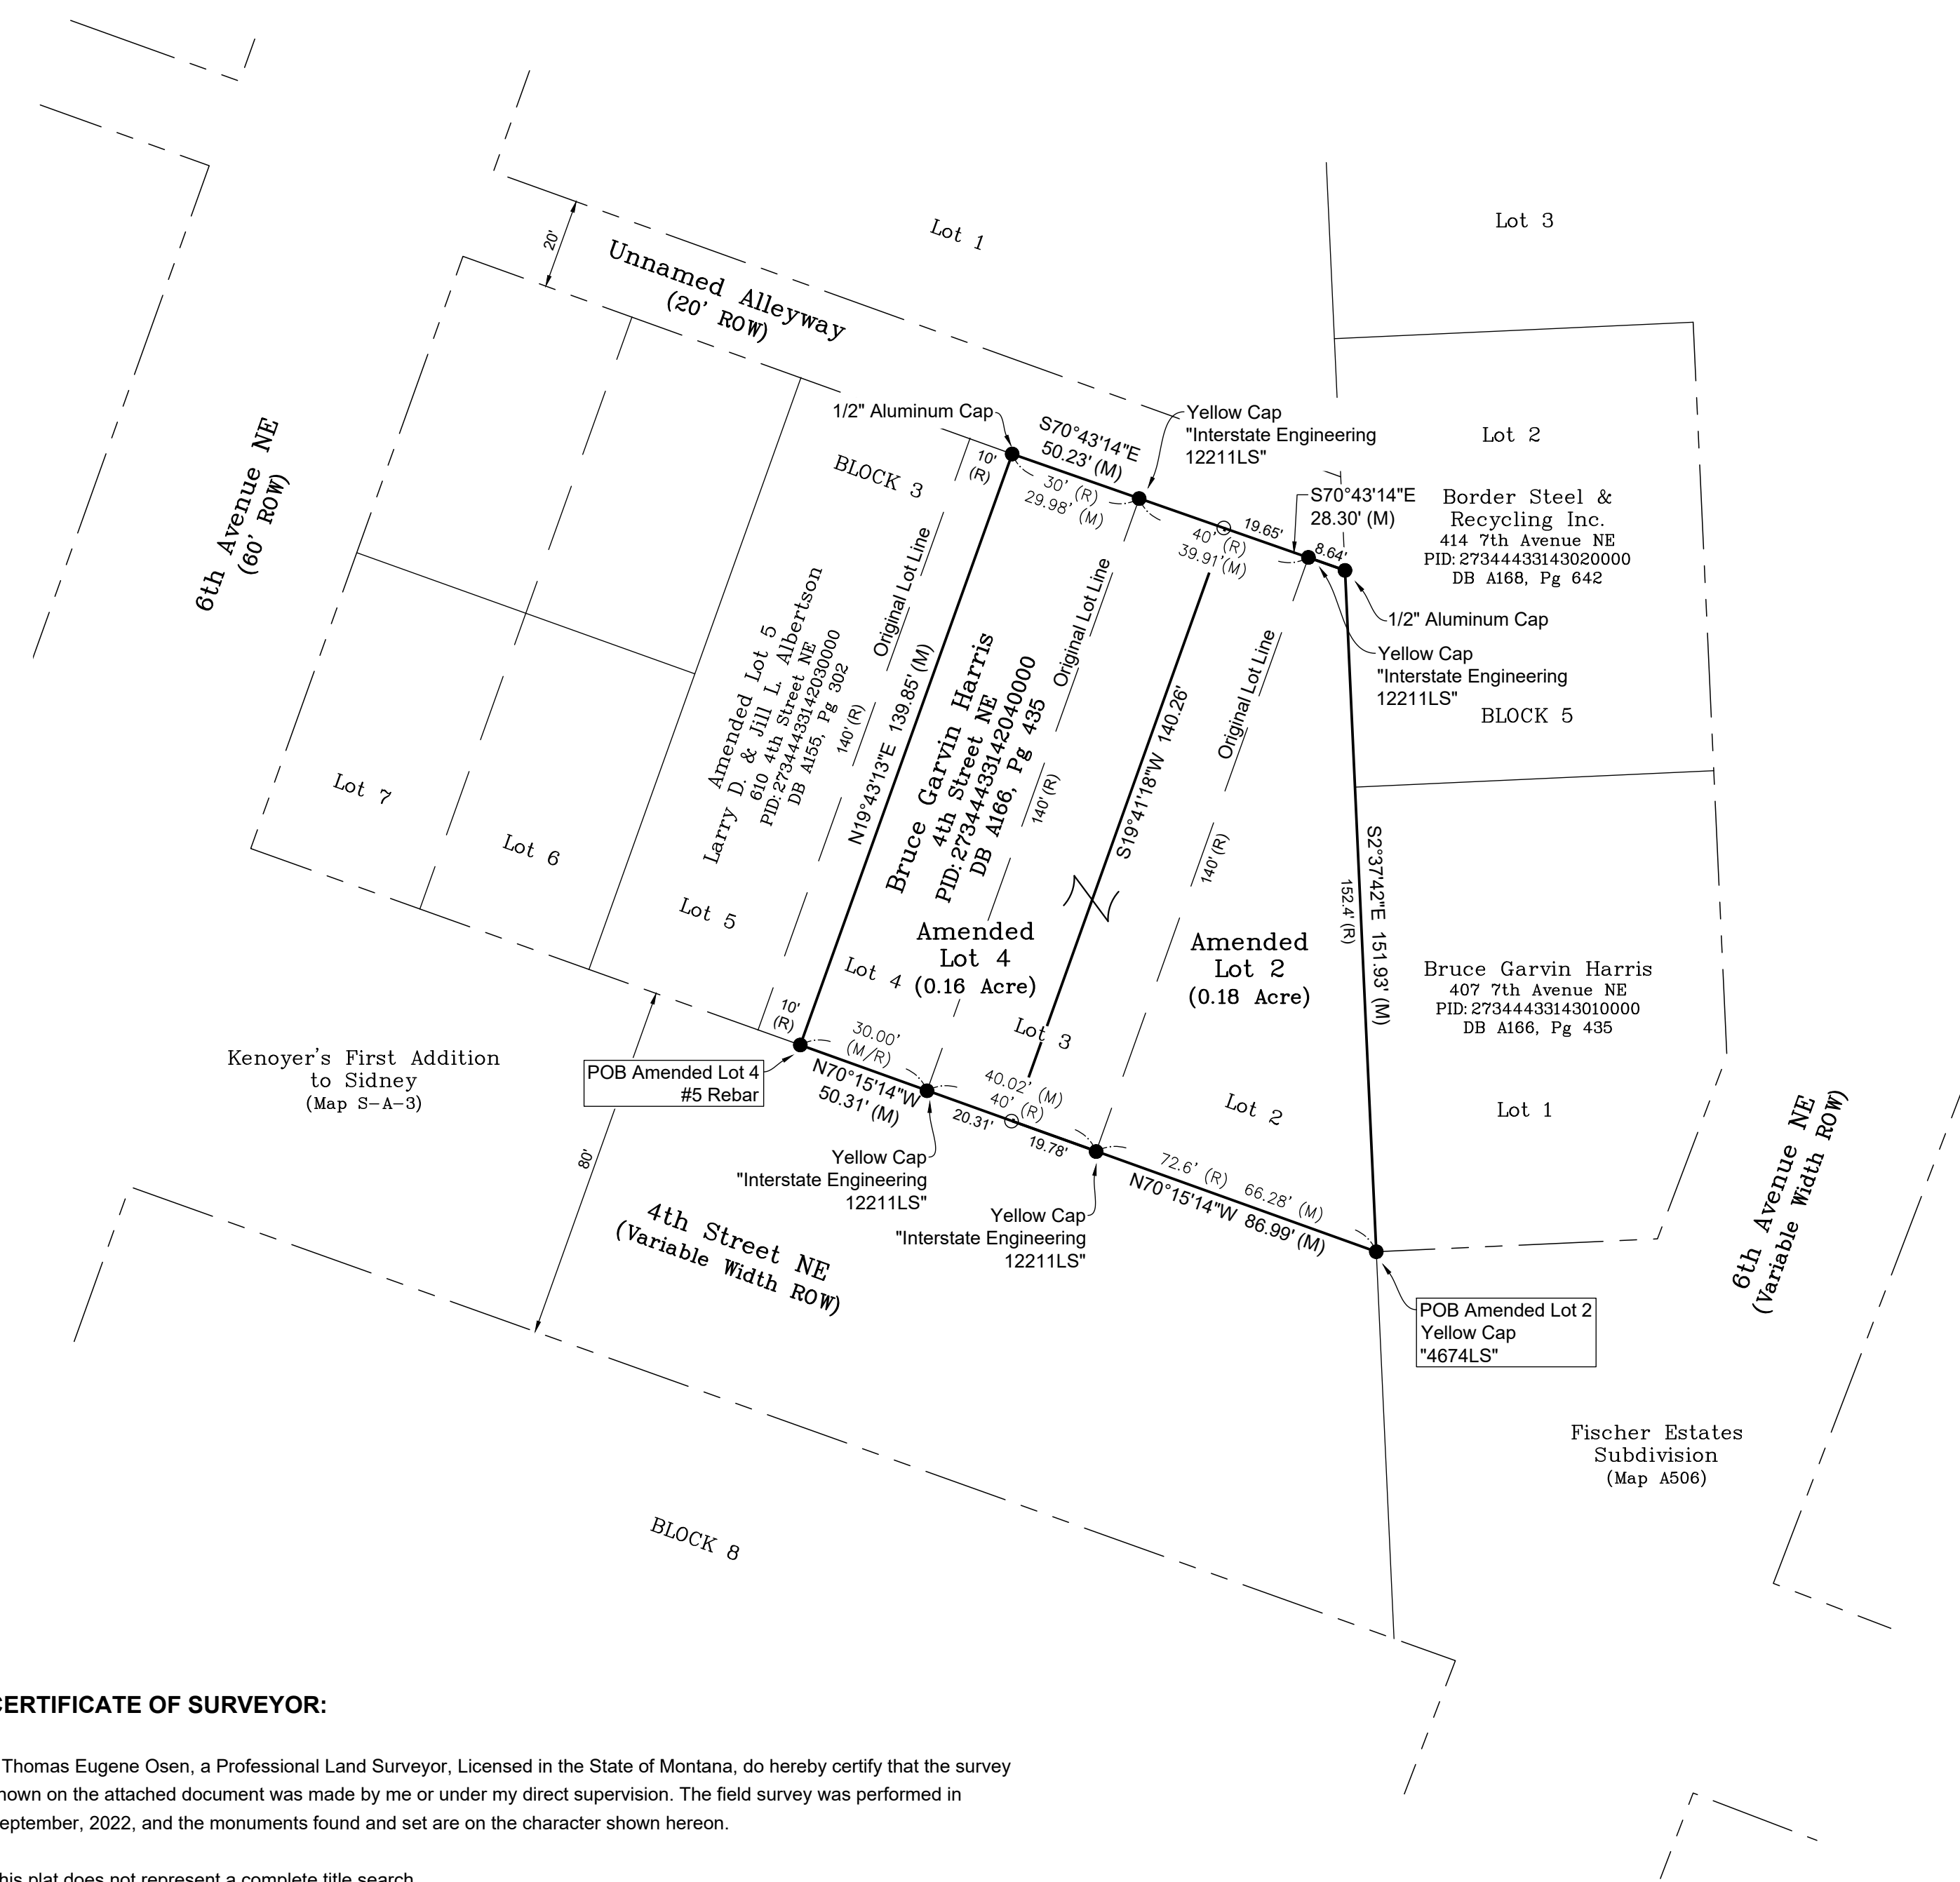 Lot 1
Lot 3
20'
Unnamed Alleyway
(20' ROW)
6th Avenue NE
(60' ROW)
1/2" Aluminum Cap
S70°43'14"E
50.23' (M)
Yellow Cap
"Interstate Engineering
12211LS"
Lot 2
BLOCK 3
10'
(R)
30' (R)
29.98' (M)
19.65'
40' (R)
39.91'(M)
S70°43'14"E
28.30' (M)
8.64'
Border Steel &
Recycling Inc.
414 7th Avenue NE
PID: 27344433143020000
DB A168, Pg 642
1/2" Aluminum Cap
Yellow Cap
"Interstate Engineering
12211LS"
BLOCK 5
Amended Lot 5
Larry D. & Jill L. Albertson
610 4th Street NE
PID: 27344433142030000
DB A155, Pg 302
Original Lot Line
140' (R)
N19°43'13"E 139.85' (M)
Bruce Garvin Harris
4th Street NE
PID: 27344433142040000
DB A166, Pg 435
Original Lot Line
140' (R)
S19°41'18"W 140.26'
Original Lot Line
140' (R)
S2°37'42"E 151.93' (M)
152.4' (R)
Lot 7
Lot 6
Lot 5
Lot 4
Amended
Lot 4
(0.16 Acre)
Lot 3
Amended
Lot 2
(0.18 Acre)
Lot 2
Bruce Garvin Harris
407 7th Avenue NE
PID: 27344433143010000
DB A166, Pg 435
Lot 1
6th Avenue NE
(Variable Width ROW)
Kenoyer's First Addition
to Sidney
(Map S-A-3)
10'
(R)
POB Amended Lot 4
#5 Rebar
30.00'
(M/R)
N70°15'14"W
50.31' (M)
40.02' (M)
40' (R)
20.31'
19.78'
72.6' (R) 66.28' (M)
N70°15'14"W 86.99' (M)
Yellow Cap
"Interstate Engineering
12211LS"
Yellow Cap
"Interstate Engineering
12211LS"
80'
4th Street NE
(Variable Width ROW)
POB Amended Lot 2
Yellow Cap
"4674LS"
Fischer Estates
Subdivision
(Map A506)
BLOCK 8
CERTIFICATE OF SURVEYOR:
Thomas Eugene Osen, a Professional Land Surveyor, Licensed in the State of Montana, do hereby certify that the survey
hown on the attached document was made by me or under my direct supervision. The field survey was performed in
eptember, 2022, and the monuments found and set are on the character shown hereon.
his plat does not represent a complete title search